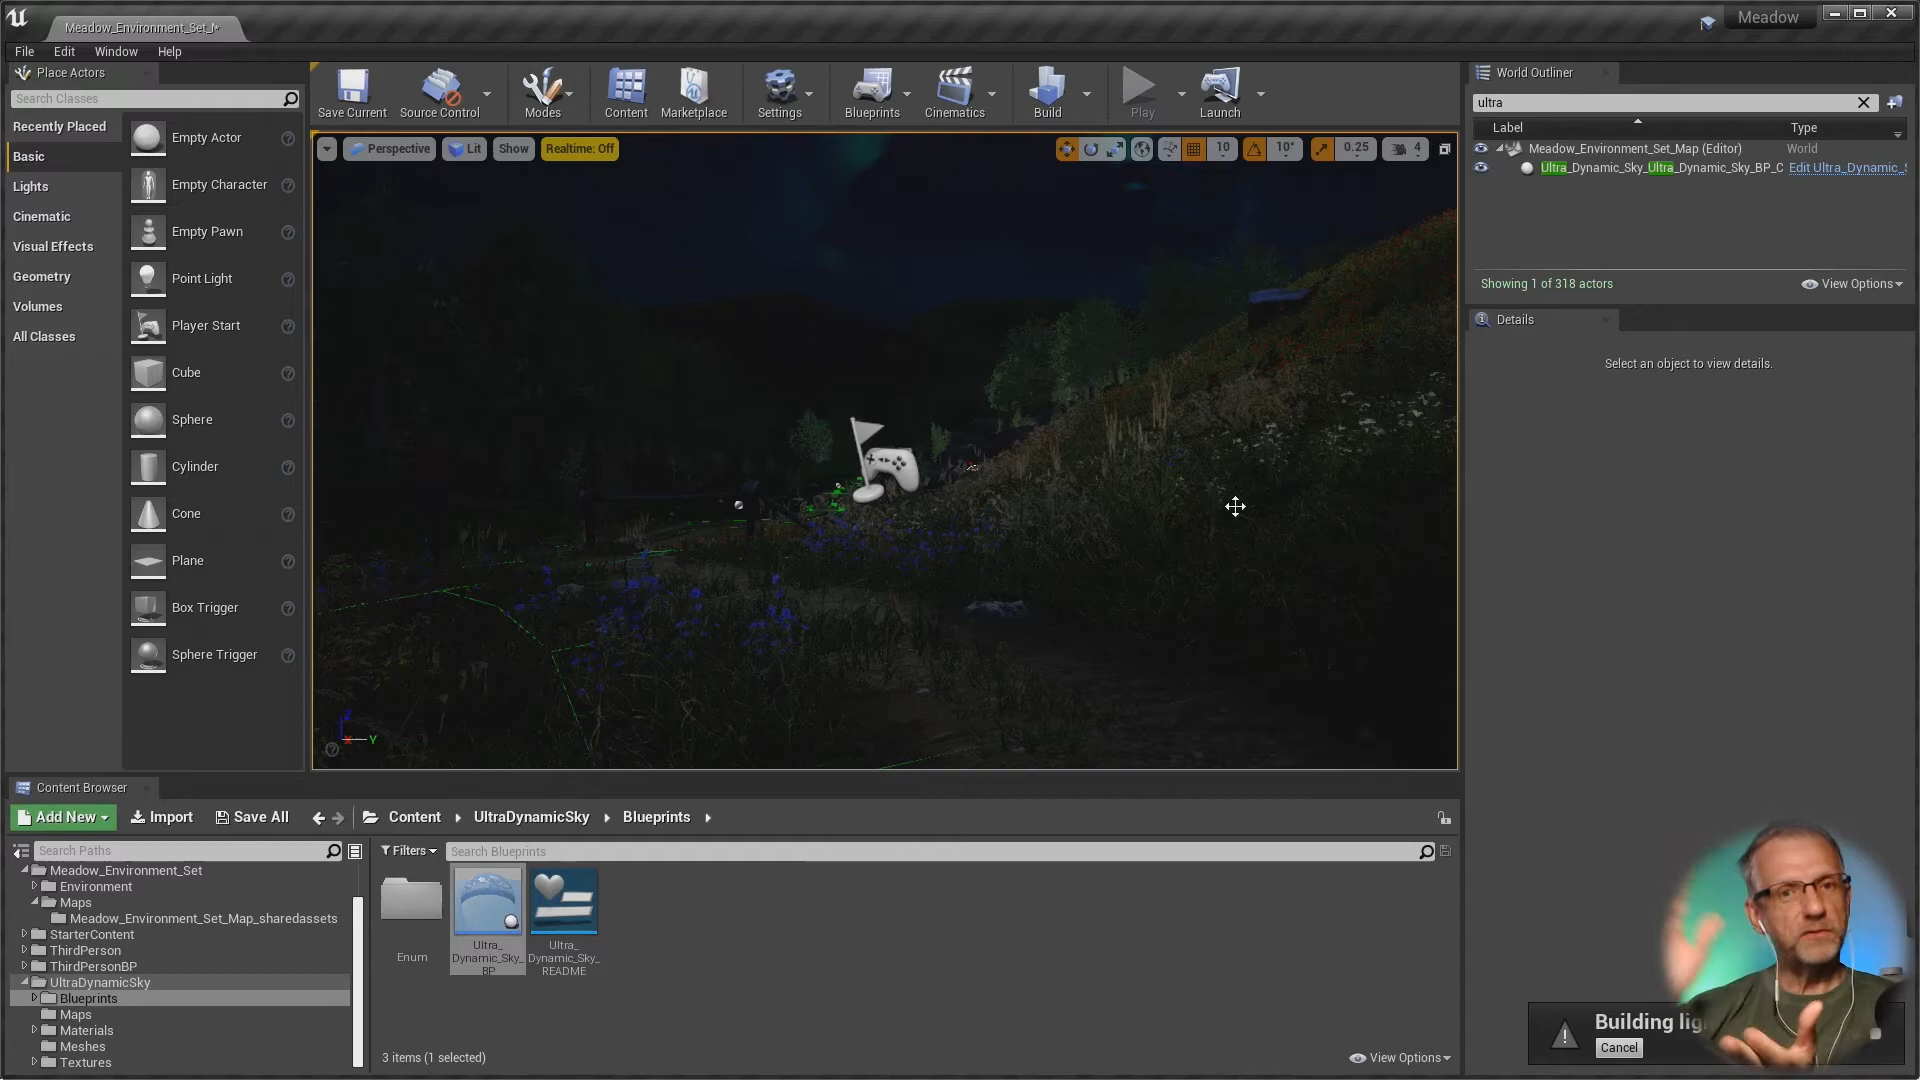 Meadow_Environment_Set_M*
Meadow
File Edit Window Help
Place Actors
Search Classes
Recently Placed
Basic
Lights
Cinematic
Visual Effects
Geometry
Volumes
All Classes
Empty Actor
Empty Character
Empty Pawn
Point Light
Player Start
Cube
Sphere
Cylinder
Cone
Plane
Box Trigger
Sphere Trigger
Save Current Source Control Modes Content Marketplace Settings Blueprints Cinematics Build Play Launch
Perspective Lit Show Realtime: Off 10 10° 0.25 4
Z
X Y
World Outliner
ultra
Label Type
Meadow_Environment_Set_Map (Editor) World
Ultra_Dynamic_Sky_Ultra_Dynamic_Sky_BP_C Edit Ultra_Dynamic_S
Showing 1 of 318 actors View Options
Details
Select an object to view details.
Content Browser
Add New Import Save All Content UltraDynamicSky Blueprints
Search Paths
Filters Search Blueprints
Meadow_Environment_Set
Environment
Maps
Meadow_Environment_Set_Map_sharedassets
StarterContent
ThirdPerson
ThirdPersonBP
UltraDynamicSky
Blueprints
Maps
Materials
Meshes
Textures
Enum
Ultra_
Dynamic_Sky_
BP
Ultra_
Dynamic_Sky_
README
3 items (1 selected) View Options
Building lig
Cancel